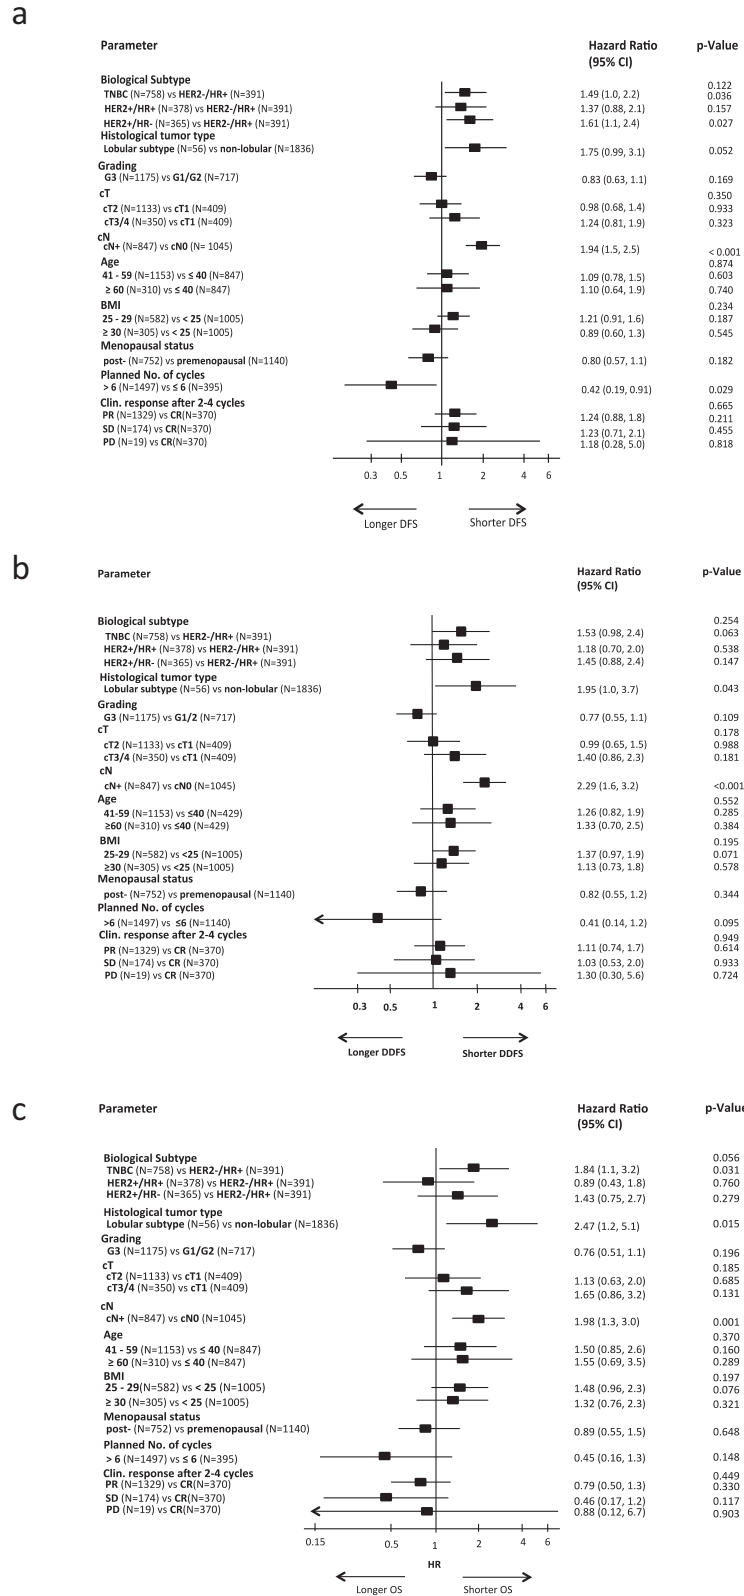 a
Parameter Hazard Ratio p-Value
(95% CI)
Biological Subtype 0.122
TNBC (N=758) vs HER2-/HR+ (N=391) 1.49 (1.0, 2.2) 0.036
HER2+/HR+ (N=378) vs HER2-/HR+ (N=391) 1.37 (0.88, 2.1) 0.157
HER2+/HR- (N=365) vs HER2-/HR+ (N=391) 1.61 (1.1, 2.4) 0.027
Histological tumor type
Lobular subtype (N=56) vs non-lobular (N=1836) 1.75 (0.99, 3.1) 0.052
Grading
G3 (N=1175) vs G1/G2 (N=717) 0.83 (0.63, 1.1) 0.169
cT 0.350
cT2 (N=1133) vs cT1 (N=409) 0.98 (0.68, 1.4) 0.933
cT3/4 (N=350) vs cT1 (N=409) 1.24 (0.81, 1.9) 0.323
cN
cN+ (N=847) vs cN0 (N= 1045) 1.94 (1.5, 2.5) < 0.001
Age 0.874
41 - 59 (N=1153) vs ≤ 40 (N=847) 1.09 (0.78, 1.5) 0.603
≥ 60 (N=310) vs ≤ 40 (N=847) 1.10 (0.64, 1.9) 0.740
BMI 0.234
25 - 29 (N=582) vs < 25 (N=1005) 1.21 (0.91, 1.6) 0.187
≥ 30 (N=305) vs < 25 (N=1005) 0.89 (0.60, 1.3) 0.545
Menopausal status
post- (N=752) vs premenopausal (N=1140) 0.80 (0.57, 1.1) 0.182
Planned No. of cycles
> 6 (N=1497) vs ≤ 6 (N=395) 0.42 (0.19, 0.91) 0.029
Clin. response after 2-4 cycles 0.665
PR (N=1329) vs CR(N=370) 1.24 (0.88, 1.8) 0.211
SD (N=174) vs CR(N=370) 1.23 (0.71, 2.1) 0.455
PD (N=19) vs CR(N=370) 1.18 (0.28, 5.0) 0.818
0.3 0.5 1 2 4 6
Longer DFS Shorter DFS
b
Parameter Hazard Ratio p-Value
(95% CI)
Biological subtype 0.254
TNBC (N=758) vs HER2-/HR+ (N=391) 1.53 (0.98, 2.4) 0.063
HER2+/HR+ (N=378) vs HER2-/HR+ (N=391) 1.18 (0.70, 2.0) 0.538
HER2+/HR- (N=365) vs HER2-/HR+ (N=391) 1.45 (0.88, 2.4) 0.147
Histological tumor type
Lobular subtype (N=56) vs non-lobular (N=1836) 1.95 (1.0, 3.7) 0.043
Grading
G3 (N=1175) vs G1/2 (N=717) 0.77 (0.55, 1.1) 0.109
cT 0.178
cT2 (N=1133) vs cT1 (N=409) 0.99 (0.65, 1.5) 0.988
cT3/4 (N=350) vs cT1 (N=409) 1.40 (0.86, 2.3) 0.181
cN
cN+ (N=847) vs cN0 (N=1045) 2.29 (1.6, 3.2) <0.001
Age 0.552
41-59 (N=1153) vs ≤40 (N=429) 1.26 (0.82, 1.9) 0.285
≥60 (N=310) vs ≤40 (N=429) 1.33 (0.70, 2.5) 0.384
BMI 0.195
25-29 (N=582) vs <25 (N=1005) 1.37 (0.97, 1.9) 0.071
≥30 (N=305) vs <25 (N=1005) 1.13 (0.73, 1.8) 0.578
Menopausal status
post- (N=752) vs premenopausal (N=1140) 0.82 (0.55, 1.2) 0.344
Planned No. of cycles
>6 (N=1497) vs ≤6 (N=1140) 0.41 (0.14, 1.2) 0.095
Clin. response after 2-4 cycles 0.949
PR (N=1329) vs CR (N=370) 1.11 (0.74, 1.7) 0.614
SD (N=174) vs CR (N=370) 1.03 (0.53, 2.0) 0.933
PD (N=19) vs CR (N=370) 1.30 (0.30, 5.6) 0.724
0.3 0.5 1 2 4 6
Longer DDFS Shorter DDFS
c
Parameter Hazard Ratio p-Value
(95% CI)
Biological Subtype 0.056
TNBC (N=758) vs HER2-/HR+ (N=391) 1.84 (1.1, 3.2) 0.031
HER2+/HR+ (N=378) vs HER2-/HR+ (N=391) 0.89 (0.43, 1.8) 0.760
HER2+/HR- (N=365) vs HER2-/HR+ (N=391) 1.43 (0.75, 2.7) 0.279
Histological tumor type
Lobular subtype (N=56) vs non-lobular (N=1836) 2.47 (1.2, 5.1) 0.015
Grading
G3 (N=1175) vs G1/G2 (N=717) 0.76 (0.51, 1.1) 0.196
cT 0.185
cT2 (N=1133) vs cT1 (N=409) 1.13 (0.63, 2.0) 0.685
cT3/4 (N=350) vs cT1 (N=409) 1.65 (0.86, 3.2) 0.131
cN
cN+ (N=847) vs cN0 (N=1045) 1.98 (1.3, 3.0) 0.001
Age 0.370
41 - 59 (N=1153) vs ≤ 40 (N=847) 1.50 (0.85, 2.6) 0.160
≥ 60 (N=310) vs ≤ 40 (N=847) 1.55 (0.69, 3.5) 0.289
BMI 0.197
25 - 29(N=582) vs < 25 (N=1005) 1.48 (0.96, 2.3) 0.076
≥ 30 (N=305) vs < 25 (N=1005) 1.32 (0.76, 2.3) 0.321
Menopausal status
post- (N=752) vs premenopausal (N=1140) 0.89 (0.55, 1.5) 0.648
Planned No. of cycles
> 6 (N=1497) vs ≤ 6 (N=395) 0.45 (0.16, 1.3) 0.148
Clin. response after 2-4 cycles 0.449
PR (N=1329) vs CR(N=370) 0.79 (0.50, 1.3) 0.330
SD (N=174) vs CR(N=370) 0.46 (0.17, 1.2) 0.117
PD (N=19) vs CR(N=370) 0.88 (0.12, 6.7) 0.903
0.15 0.5 1 2 4 6
HR
Longer OS Shorter OS